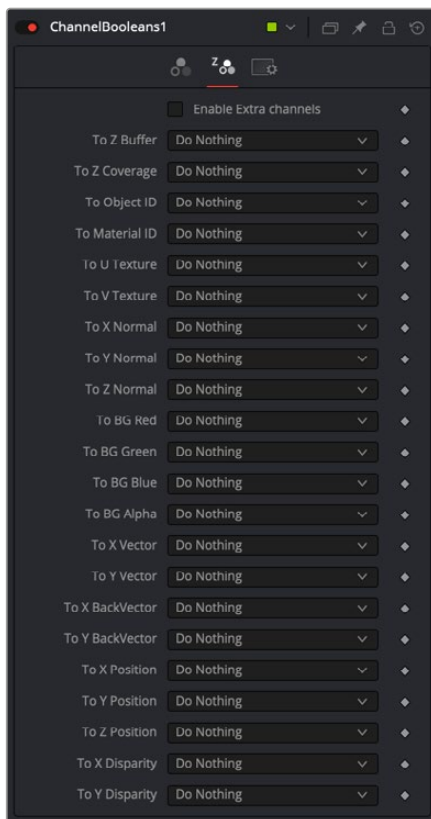 ChannelBooleans1
Z
Enable Extra channels
To Z Buffer Do Nothing
To Z Coverage Do Nothing
To Object ID Do Nothing
To Material ID Do Nothing
To U Texture Do Nothing
To V Texture Do Nothing
To X Normal Do Nothing
To Y Normal Do Nothing
To Z Normal Do Nothing
To BG Red Do Nothing
To BG Green Do Nothing
To BG Blue Do Nothing
To BG Alpha Do Nothing
To X Vector Do Nothing
To Y Vector Do Nothing
To X BackVector Do Nothing
To Y BackVector Do Nothing
To X Position Do Nothing
To Y Position Do Nothing
To Z Position Do Nothing
To X Disparity Do Nothing
To Y Disparity Do Nothing